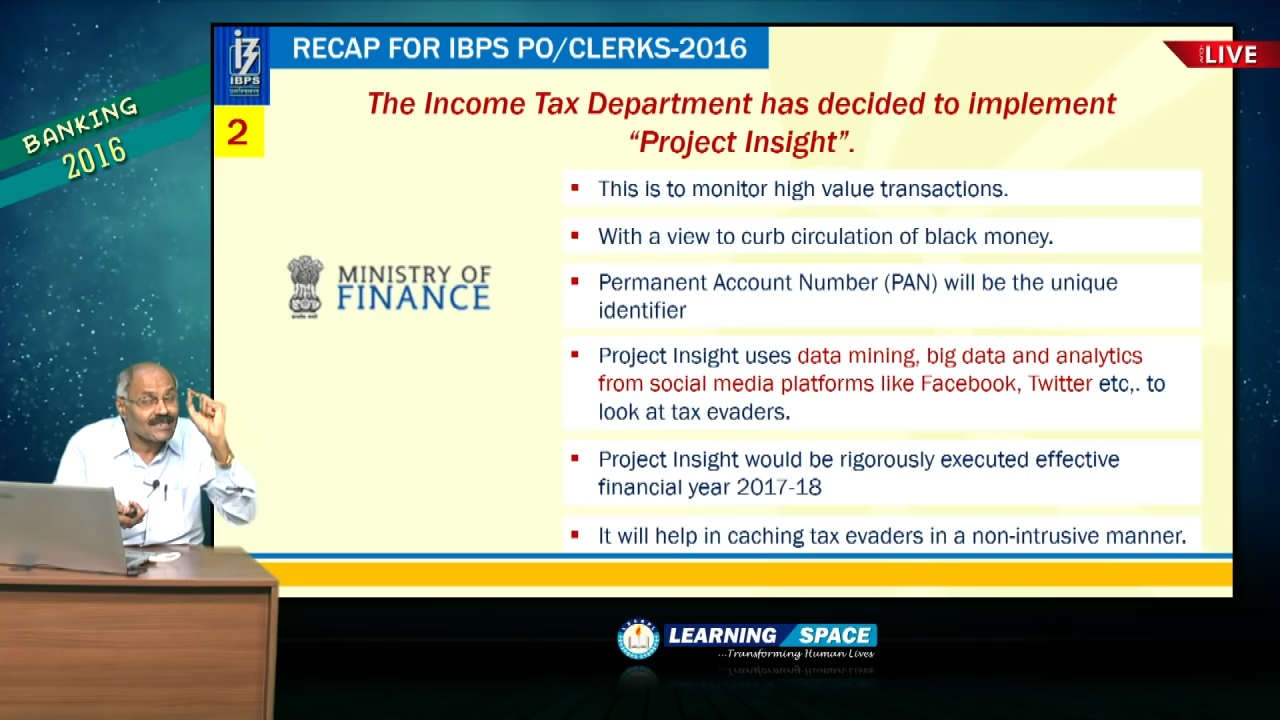 RECAP FOR IBPS PO/CLERKS-2016
IBPS
LIVE
BANKING
2016
2
The Income Tax Department has decided to implement
“Project Insight”.
▪ This is to monitor high value transactions.
▪ With a view to curb circulation of black money.
▪ Permanent Account Number (PAN) will be the unique
identifier
▪ Project Insight uses data mining, big data and analytics
from social media platforms like Facebook, Twitter etc,. to
look at tax evaders.
▪ Project Insight would be rigorously executed effective
financial year 2017-18
▪ It will help in caching tax evaders in a non-intrusive manner.
MINISTRY OF
FINANCE
LEARNING SPACE
...Transforming Human Lives